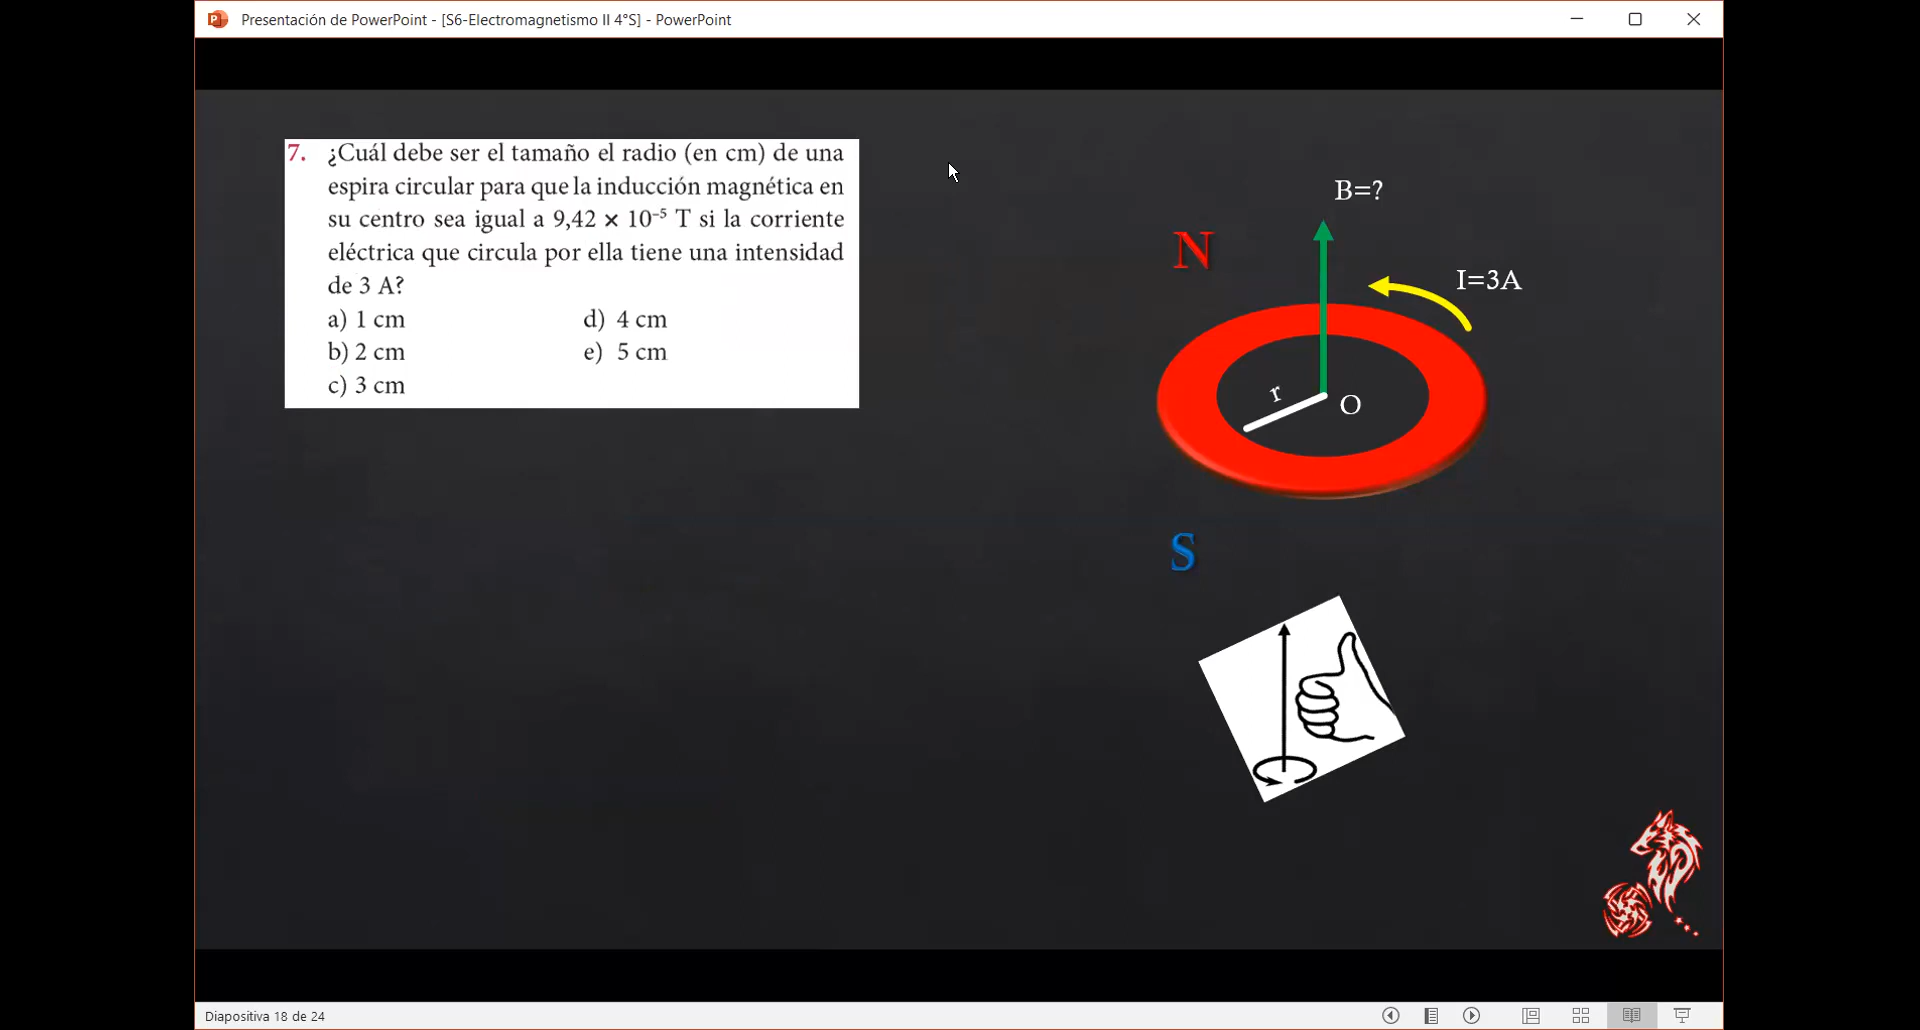 Presentación de PowerPoint - [S6-Electromagnetismo II 4°S] - PowerPoint
7. ¿Cuál debe ser el tamaño el radio (en cm) de una
espira circular para que la inducción magnética en
su centro sea igual a 9,42 × 10⁻⁵ T si la corriente
eléctrica que circula por ella tiene una intensidad
de 3 A?
a) 1 cm d) 4 cm
b) 2 cm e) 5 cm
c) 3 cm
B=?
N
I=3A
r
O
S
Diapositiva 18 de 24